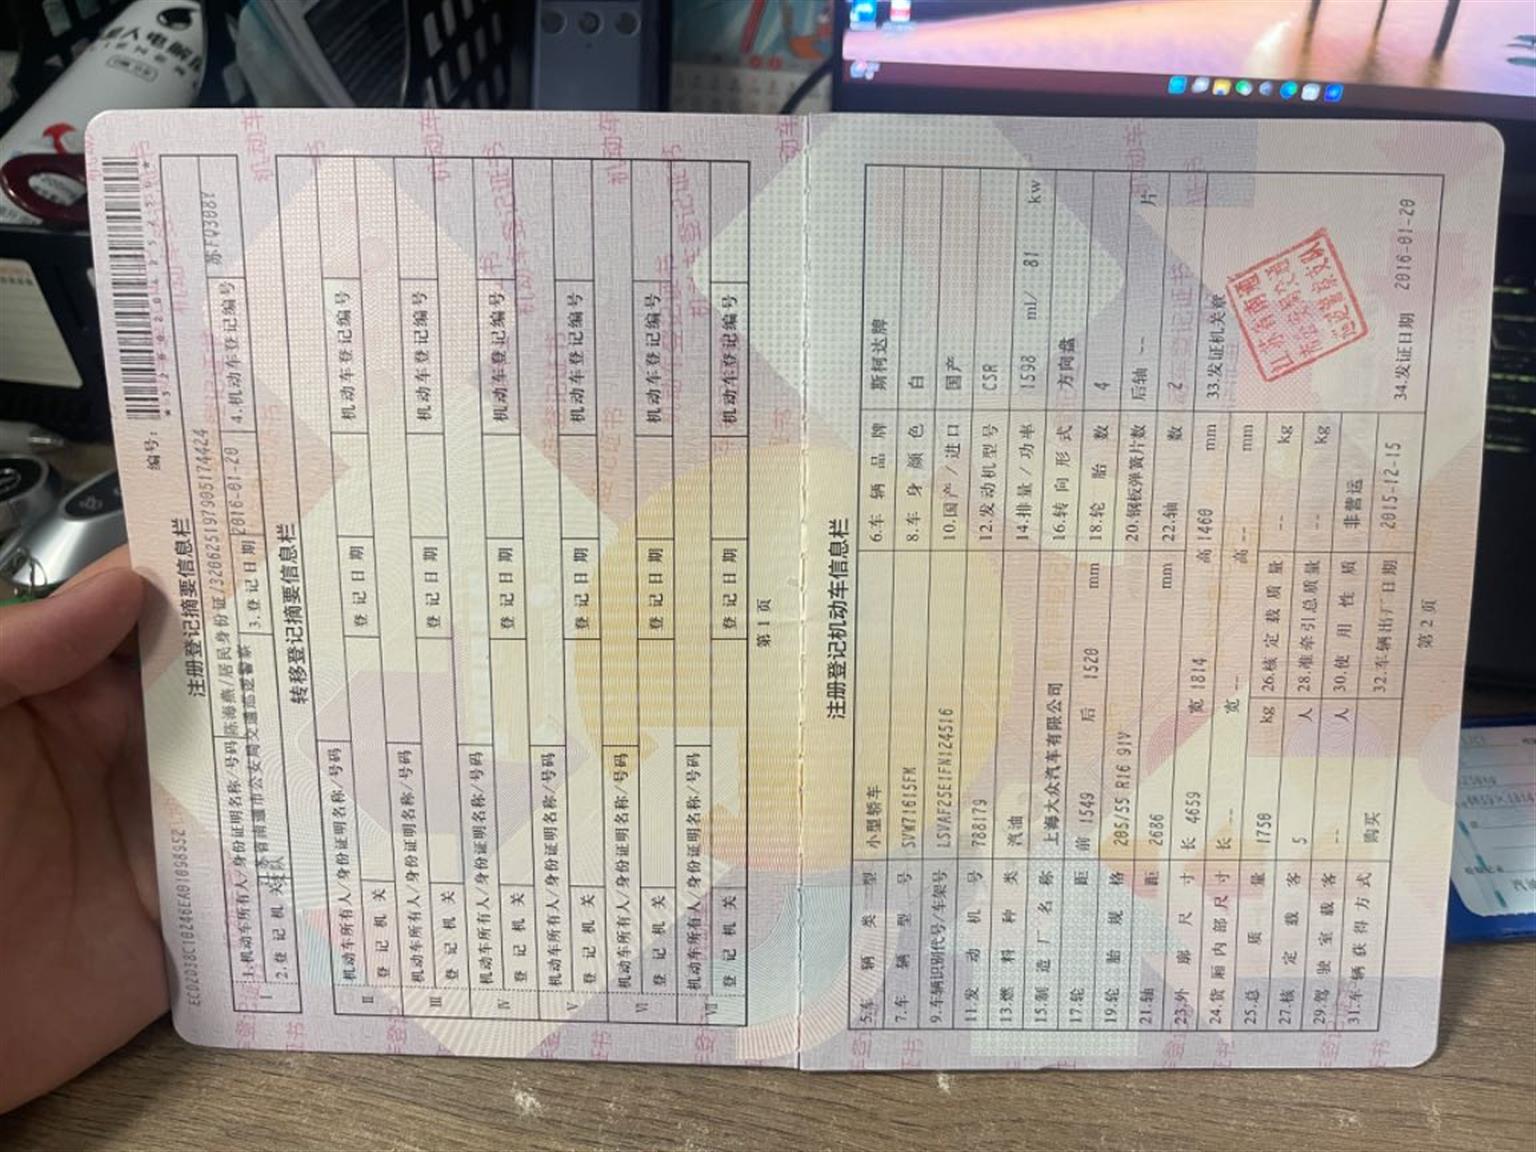 编号:
ECD2D38C10246EA01098952
注册登记摘要信息栏
Ⅰ
1.机动车所有人/身份证明名称/号码 陈海燕/居民身份证/320625197905174424
2.登记机关 江苏省南通市公安局交通巡逻警察支队 3.登记日期 2016-01-20 4.机动车登记编号 苏FQ308Y
转移登记摘要信息栏
Ⅱ
机动车所有人/身份证明名称/号码
登记机关 登记日期 机动车登记编号
Ⅲ
机动车所有人/身份证明名称/号码
登记机关 登记日期 机动车登记编号
Ⅳ
机动车所有人/身份证明名称/号码
登记机关 登记日期 机动车登记编号
Ⅴ
机动车所有人/身份证明名称/号码
登记机关 登记日期 机动车登记编号
Ⅵ
机动车所有人/身份证明名称/号码
登记机关 登记日期 机动车登记编号
Ⅶ
机动车所有人/身份证明名称/号码
登记机关 登记日期 机动车登记编号
第1页
注册登记机动车信息栏
5.车辆类型 小型轿车 6.车辆品牌 斯柯达牌
7.车辆型号 SVW71615FM 8.车身颜色 白
9.车辆识别代号/车架号 LSVAF25E1FN124516 10.国产/进口 国产
11.发动机号 788179 12.发动机型号 CSR
13.燃料种类 汽油 14.排量/功率 1598 ml/ 81 kw
15.制造厂名称 上海大众汽车有限公司 16.转向形式 方向盘
17.轮距 前 1549 后 1520 mm 18.轮胎数 4
19.轮胎规格 205/55 R16 91V 20.钢板弹簧片数 后轴 -- 片
21.轴距 2686 mm 22.轴数 2
23.外廓尺寸 长 4659 宽 1814 高 1460 mm
24.货厢内部尺寸 长 -- 宽 -- 高 -- mm
25.总质量 1750 kg 26.核定载质量 -- kg
27.核定载客 5 人 28.准牵引总质量 -- kg
29.驾驶室载客 -- 人 30.使用性质 非营运
31.车辆获得方式 购买 32.车辆出厂日期 2015-12-15
33.发证机关章
34.发证日期 2016-01-20
第2页